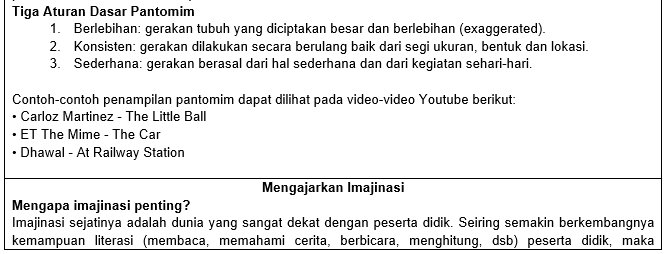 Tiga Aturan Dasar Pantomim
1. Berlebihan: gerakan tubuh yang diciptakan besar dan berlebihan (exaggerated).
2. Konsisten: gerakan dilakukan secara berulang baik dari segi ukuran, bentuk dan lokasi.
3. Sederhana: gerakan berasal dari hal sederhana dan dari kegiatan sehari-hari.
Contoh-contoh penampilan pantomim dapat dilihat pada video-video Youtube berikut:
• Carloz Martinez - The Little Ball
• ET The Mime - The Car
• Dhawal - At Railway Station
Mengajarkan Imajinasi
Mengapa imajinasi penting?
Imajinasi sejatinya adalah dunia yang sangat dekat dengan peserta didik. Seiring semakin berkembangnya
kemampuan literasi (membaca, memahami cerita, berbicara, menghitung, dsb) peserta didik, maka